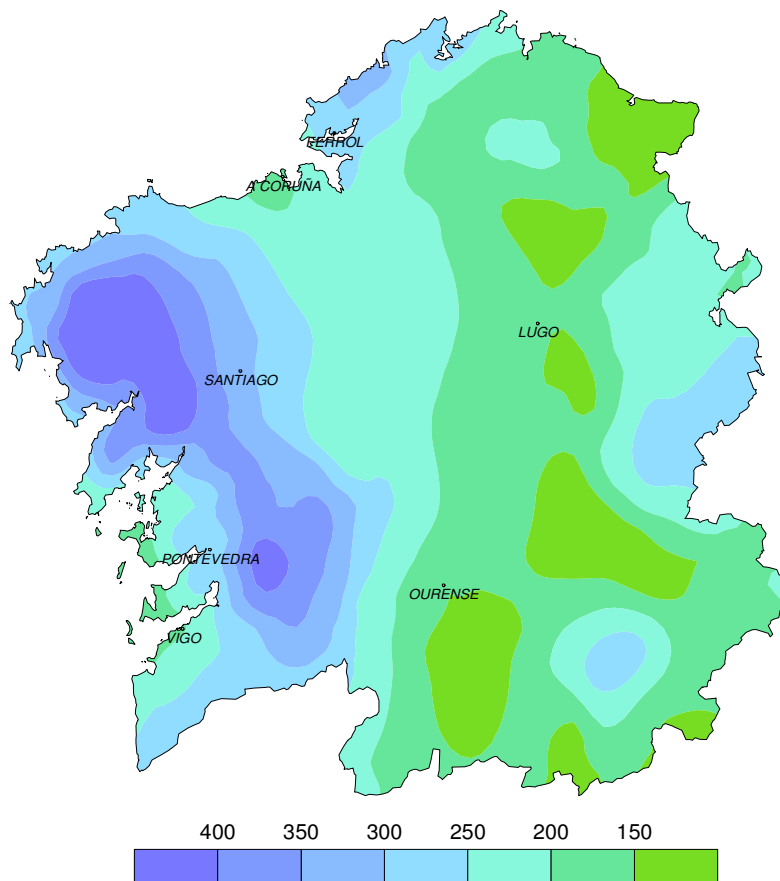 FERROL
A CORUÑA
LUGO
SANTIAGO
PONTEVEDRA
OURENSE
VIGO
400 350 300 250 200 150